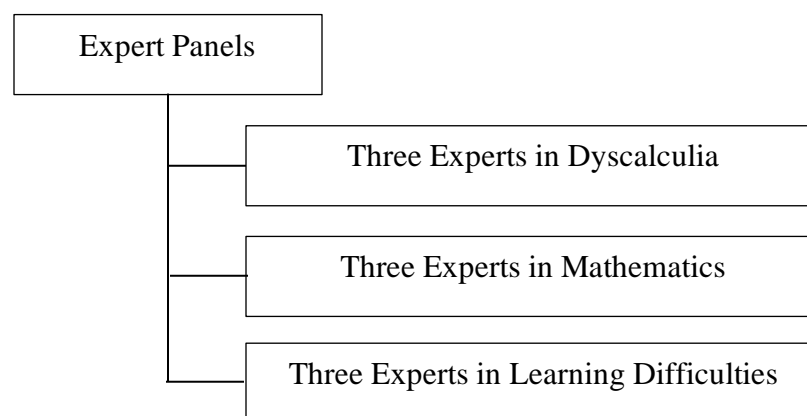 Expert Panels
Three Experts in Dyscalculia
Three Experts in Mathematics
Three Experts in Learning Difficulties